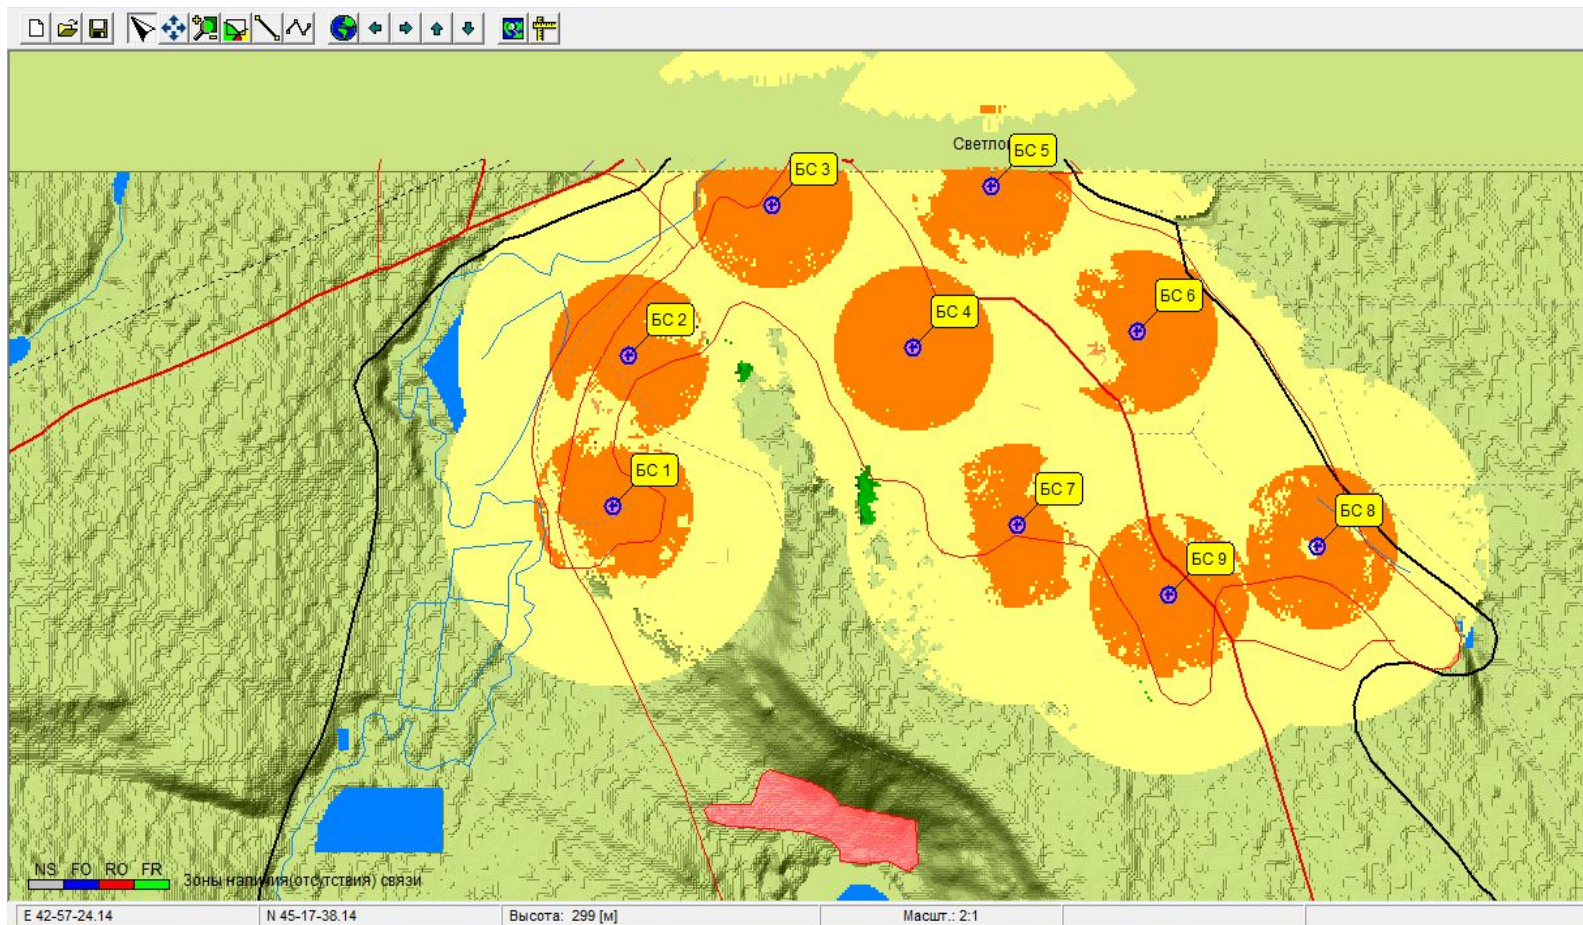 Светло
БС 5
БС 3
БС 6
БС 4
БС 2
БС 1
БС 7
БС 8
БС 9
NS FO RO FR
Зоны наличия(отсутствия) связи
E 42-57-24.14 N 45-17-38.14 Высота: 299 [м] Масшт.: 2:1